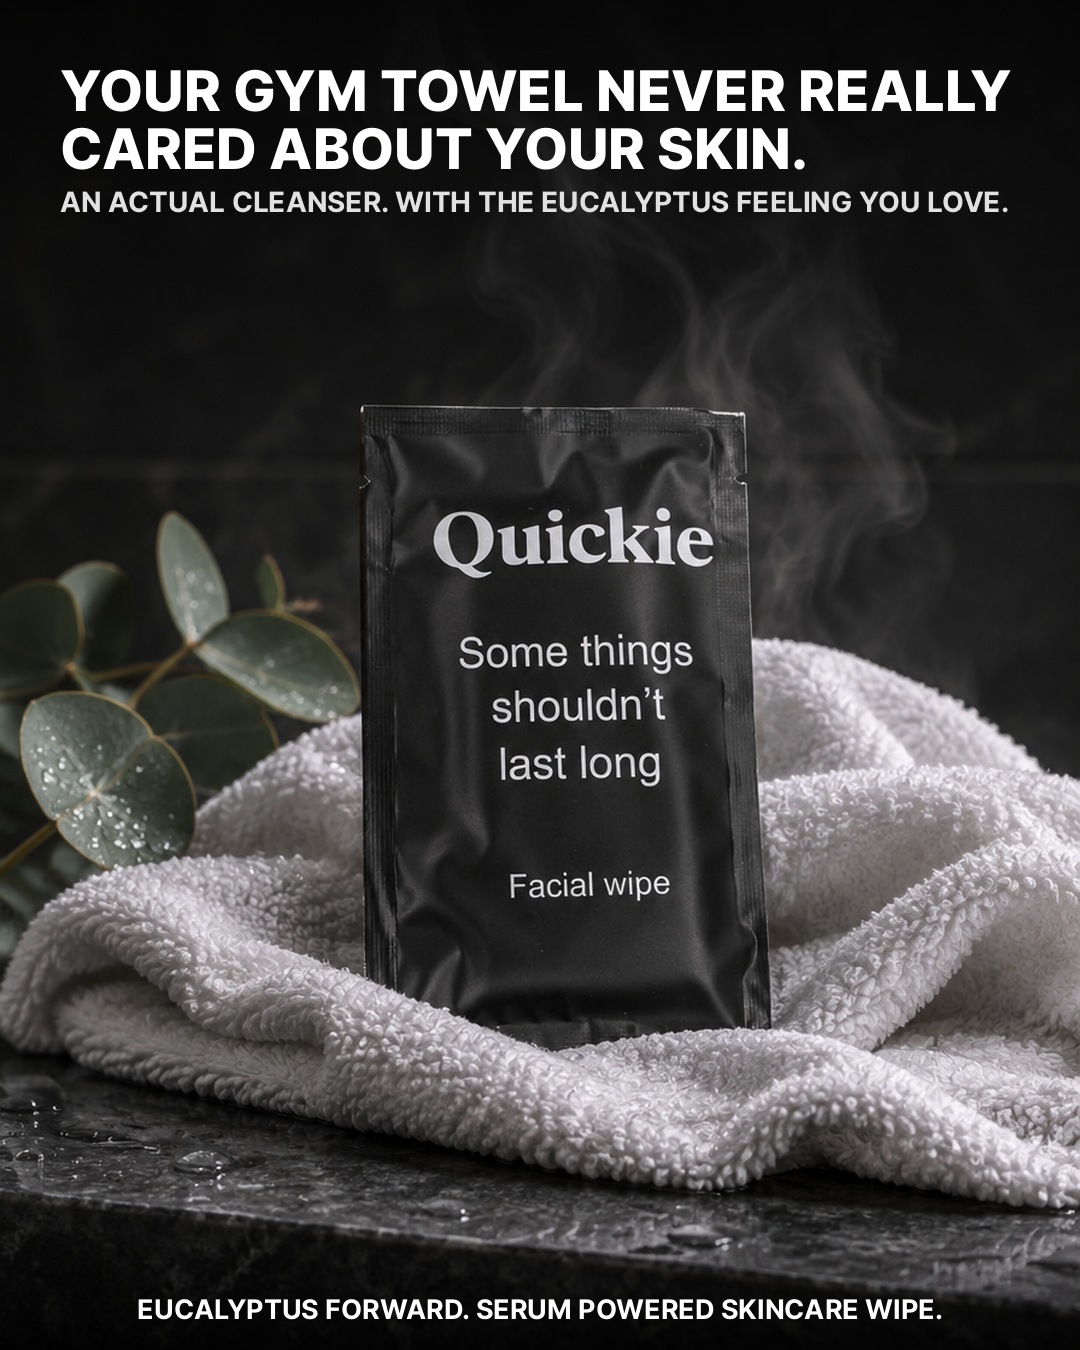 YOUR GYM TOWEL NEVER REALLY
CARED ABOUT YOUR SKIN.
AN ACTUAL CLEANSER. WITH THE EUCALYPTUS FEELING YOU LOVE.
Quickie
Some things
shouldn’t
last long
Facial wipe
EUCALYPTUS FORWARD. SERUM POWERED SKINCARE WIPE.